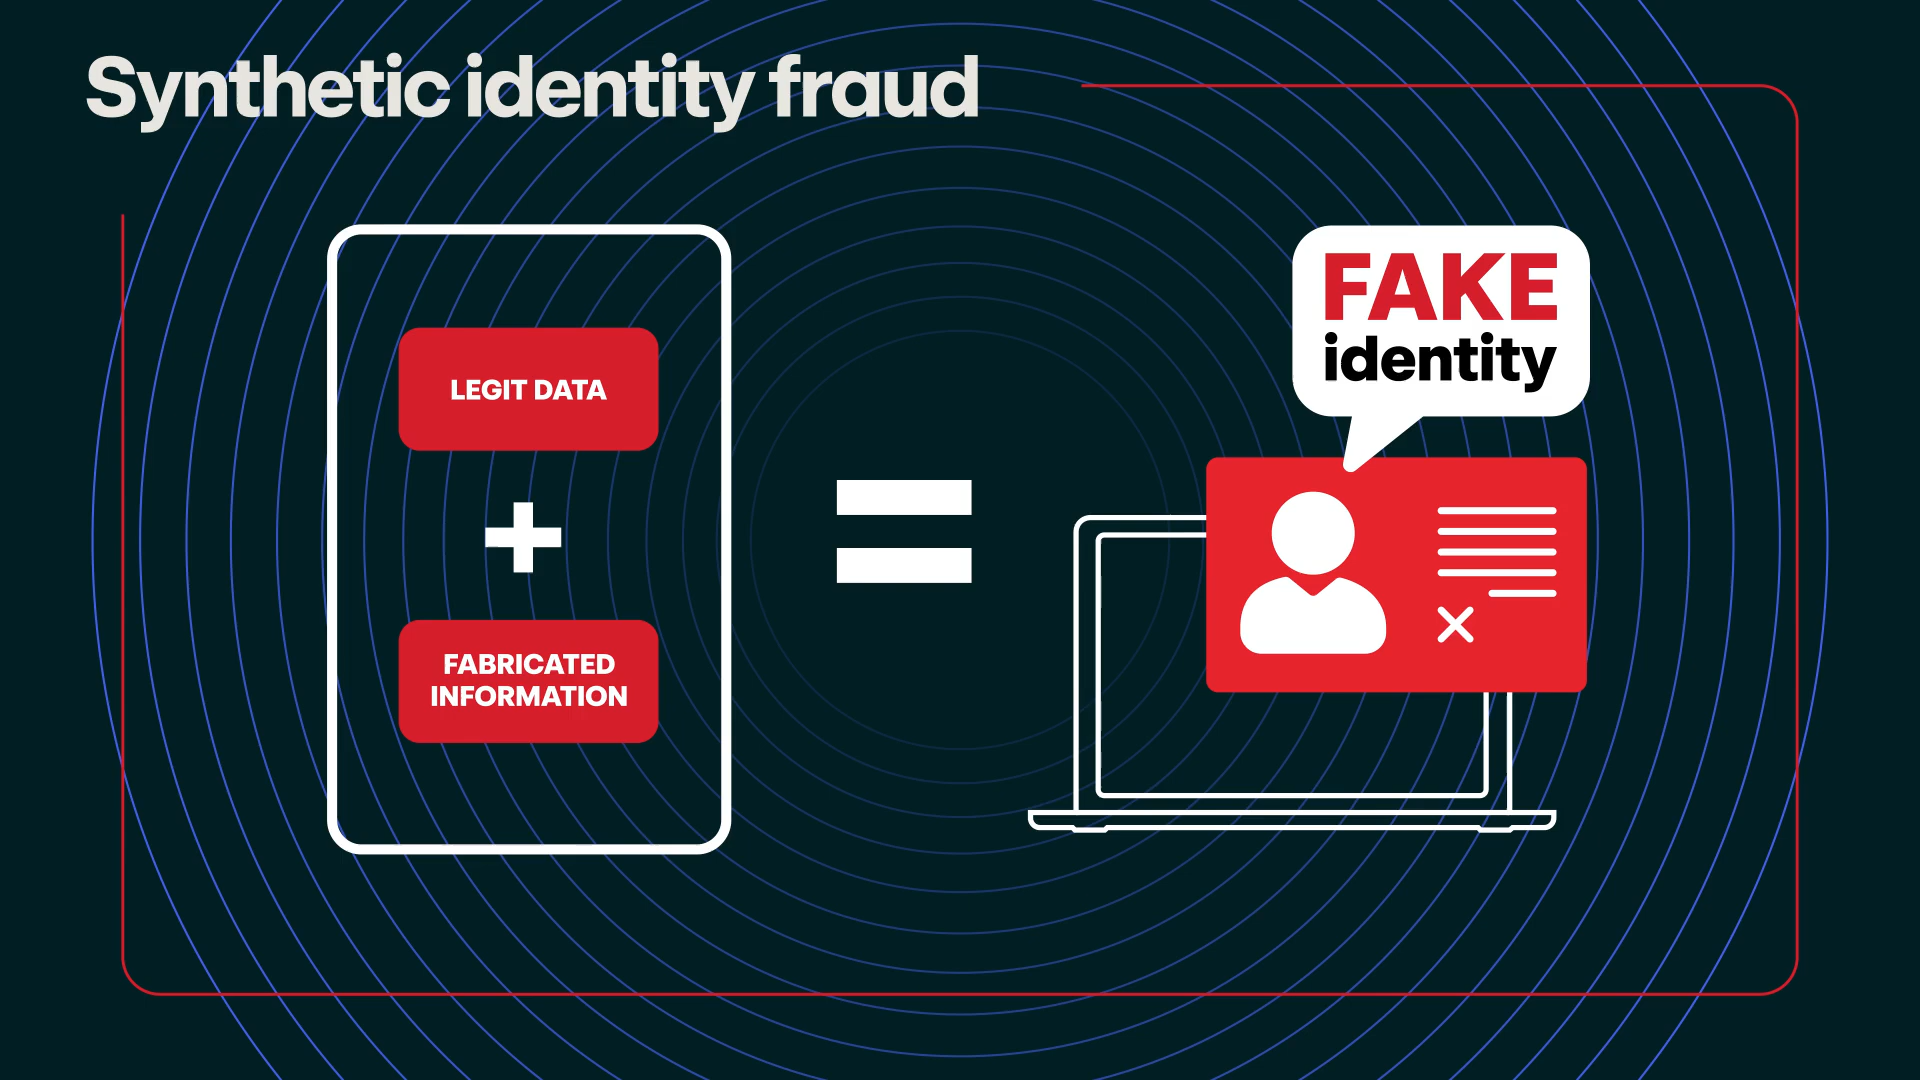 Synthetic identity fraud
LEGIT DATA
+
FABRICATED
INFORMATION
=
FAKE
identity